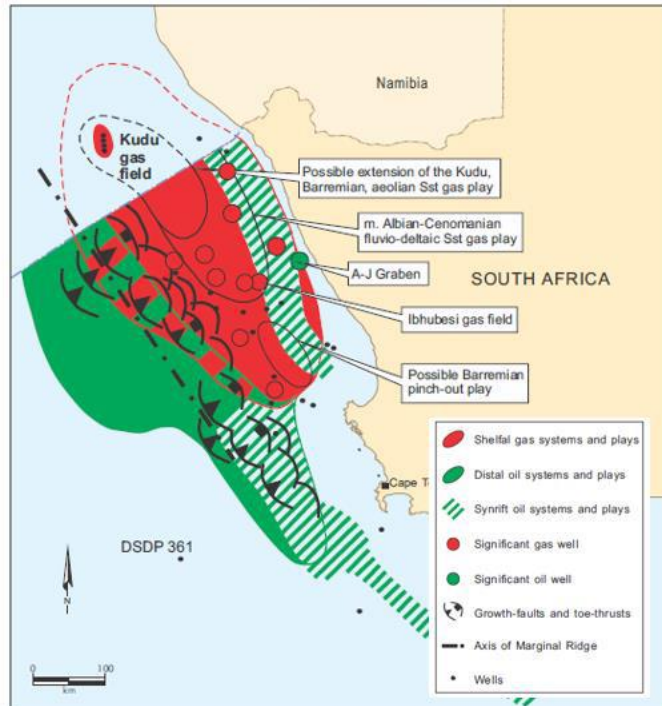 Namibia
Kudu
gas
field
Possible extension of the Kudu,
Barremian, aeolian Sst gas play
m. Albian-Cenomanian
fluvio-deltaic Sst gas play
A-J Graben
SOUTH AFRICA
Ibhubesi gas field
Possible Barremian
pinch-out play
Cape T
DSDP 361
N
0 100
km
Shelfal gas systems and plays
Distal oil systems and plays
Synrift oil systems and plays
Significant gas well
Significant oil well
Growth-faults and toe-thrusts
Axis of Marginal Ridge
Wells